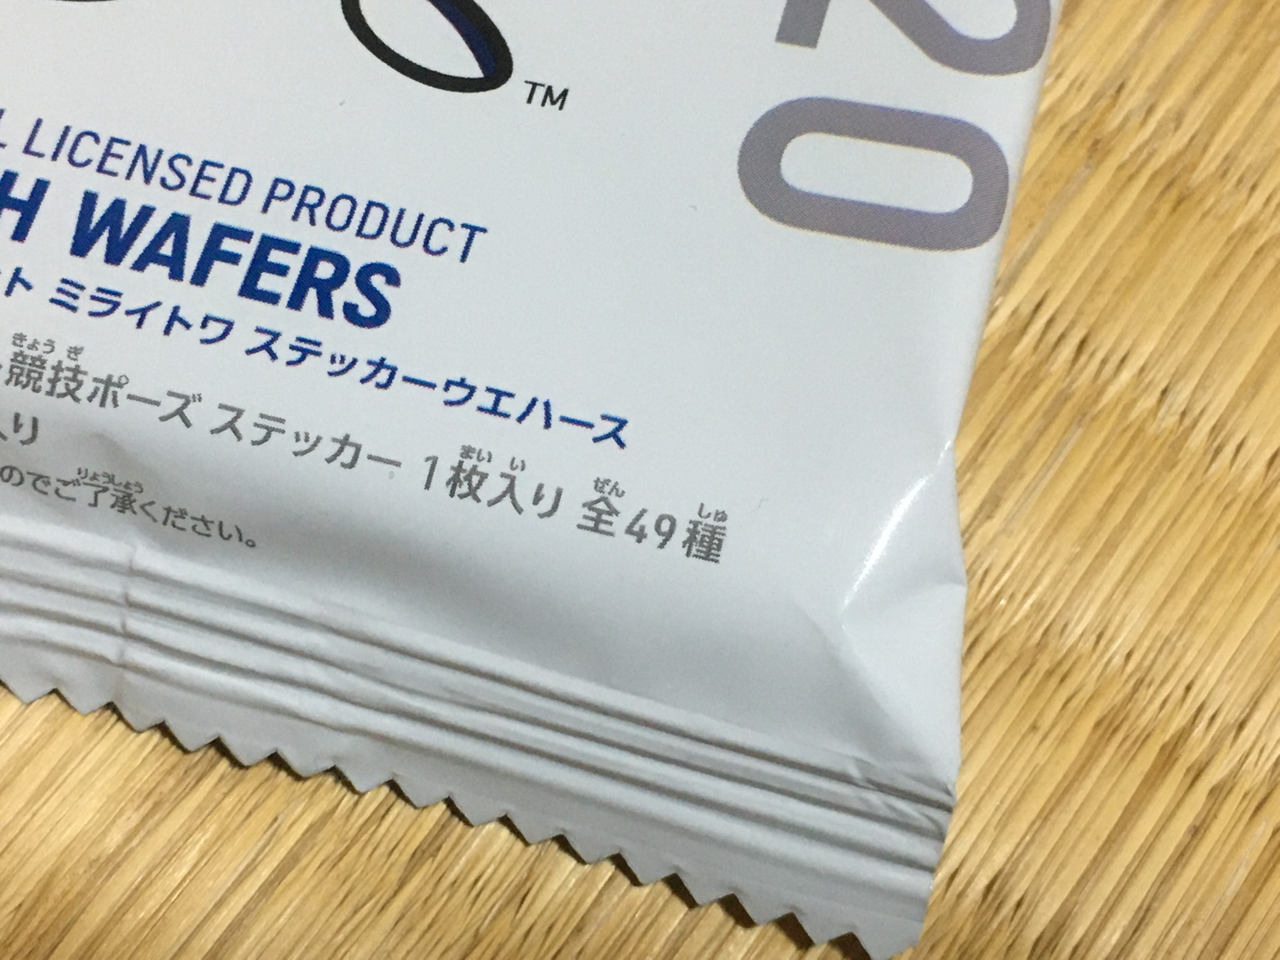 TM
LICENSED PRODUCT
WAFERS
ト ミライトワ ステッカーウエハース
競技ポーズ ステッカー 1枚入り 全49種
入り
のでご了承ください。
20